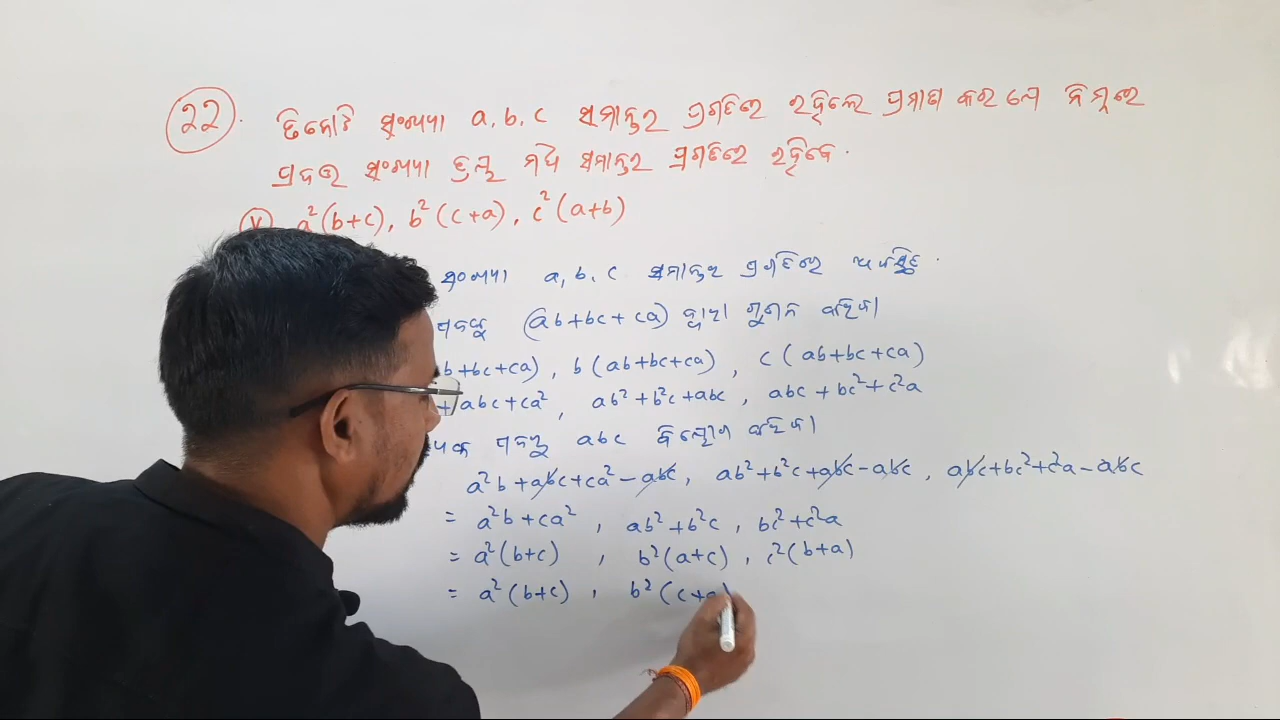 22. ତିନୋଟି ସଂଖ୍ୟା a, b, c ସମାନ୍ତର ପ୍ରଗତିରେ ରହିଲେ ପ୍ରମାଣ କର ଯେ ନିମ୍ନରେ
ପ୍ରଦତ୍ତ ସଂଖ୍ୟା ତ୍ରୟ ମଧ୍ୟ ସମାନ୍ତର ପ୍ରଗତିରେ ରହିବେ.
a²(b+c), b²(c+a), c²(a+b)
ସଂଖ୍ୟା a, b, c ସମାନ୍ତର ପ୍ରଗତିରେ ଅବସ୍ଥିତ.
(ab+bc+ca) ଦ୍ୱାରା ଗୁଣନ କରିବା।
b+bc+ca), b(ab+bc+ca), c(ab+bc+ca)
+abc+ca², ab²+b²c+abc, abc+bc²+c²a
abc ବିୟୋଗ କରିବା।
a²b+abc+ca²-abc, ab²+b²c+abc-abc, abc+bc²+c²a-abc
= a²b+ca², ab²+b²c, bc²+c²a
= a²(b+c), b²(a+c), c²(b+a)
= a²(b+c), b²(c+a)